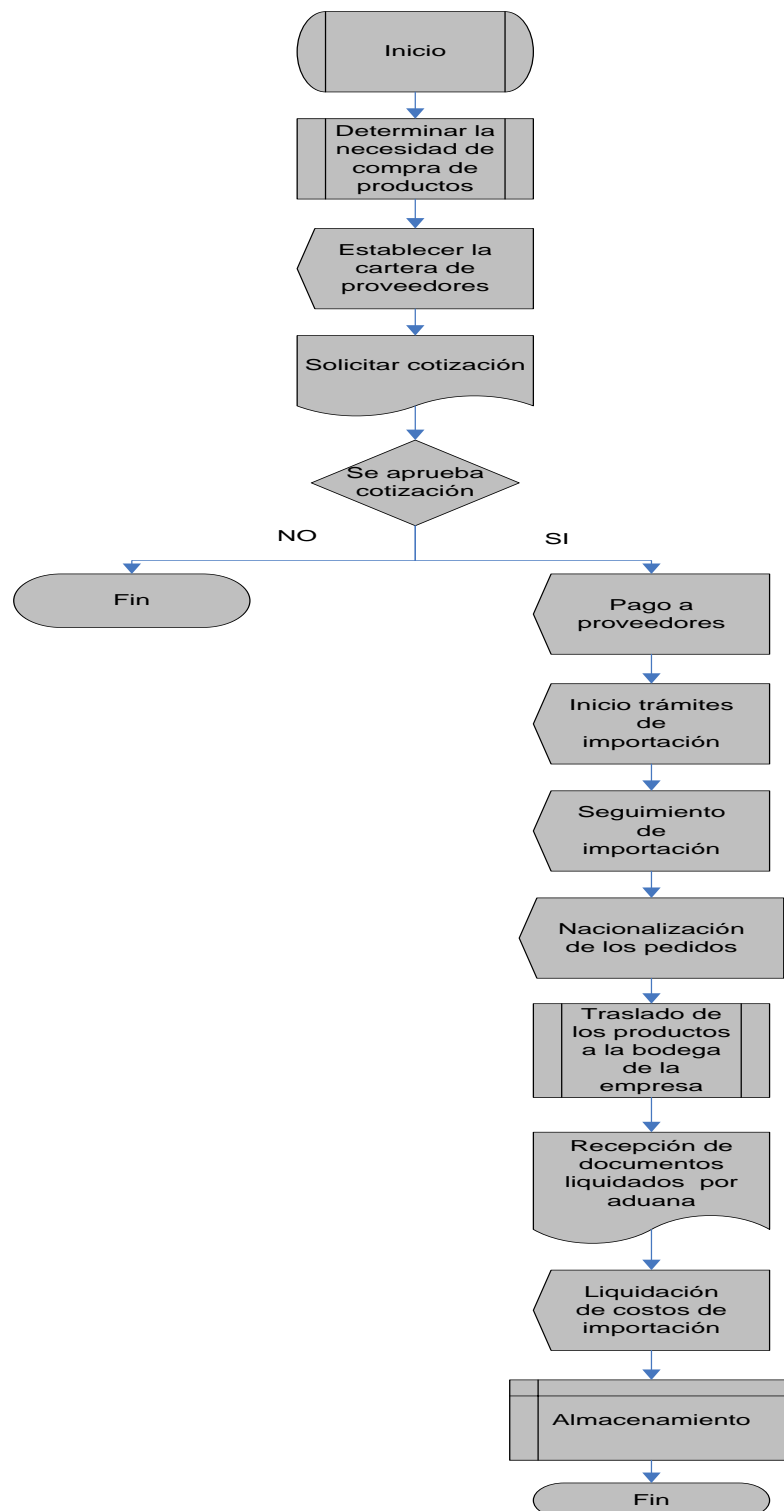 Inicio
Determinar la
necesidad de
compra de
productos
Establecer la
cartera de
proveedores
Solicitar cotización
Se aprueba
cotización
NO
SI
Fin
Pago a
proveedores
Inicio trámites
de
importación
Seguimiento
de
importación
Nacionalización
de los pedidos
Traslado de
los productos
a la bodega
de la
empresa
Recepción de
documentos
liquidados por
aduana
Liquidación
de costos de
importación
Almacenamiento
Fin